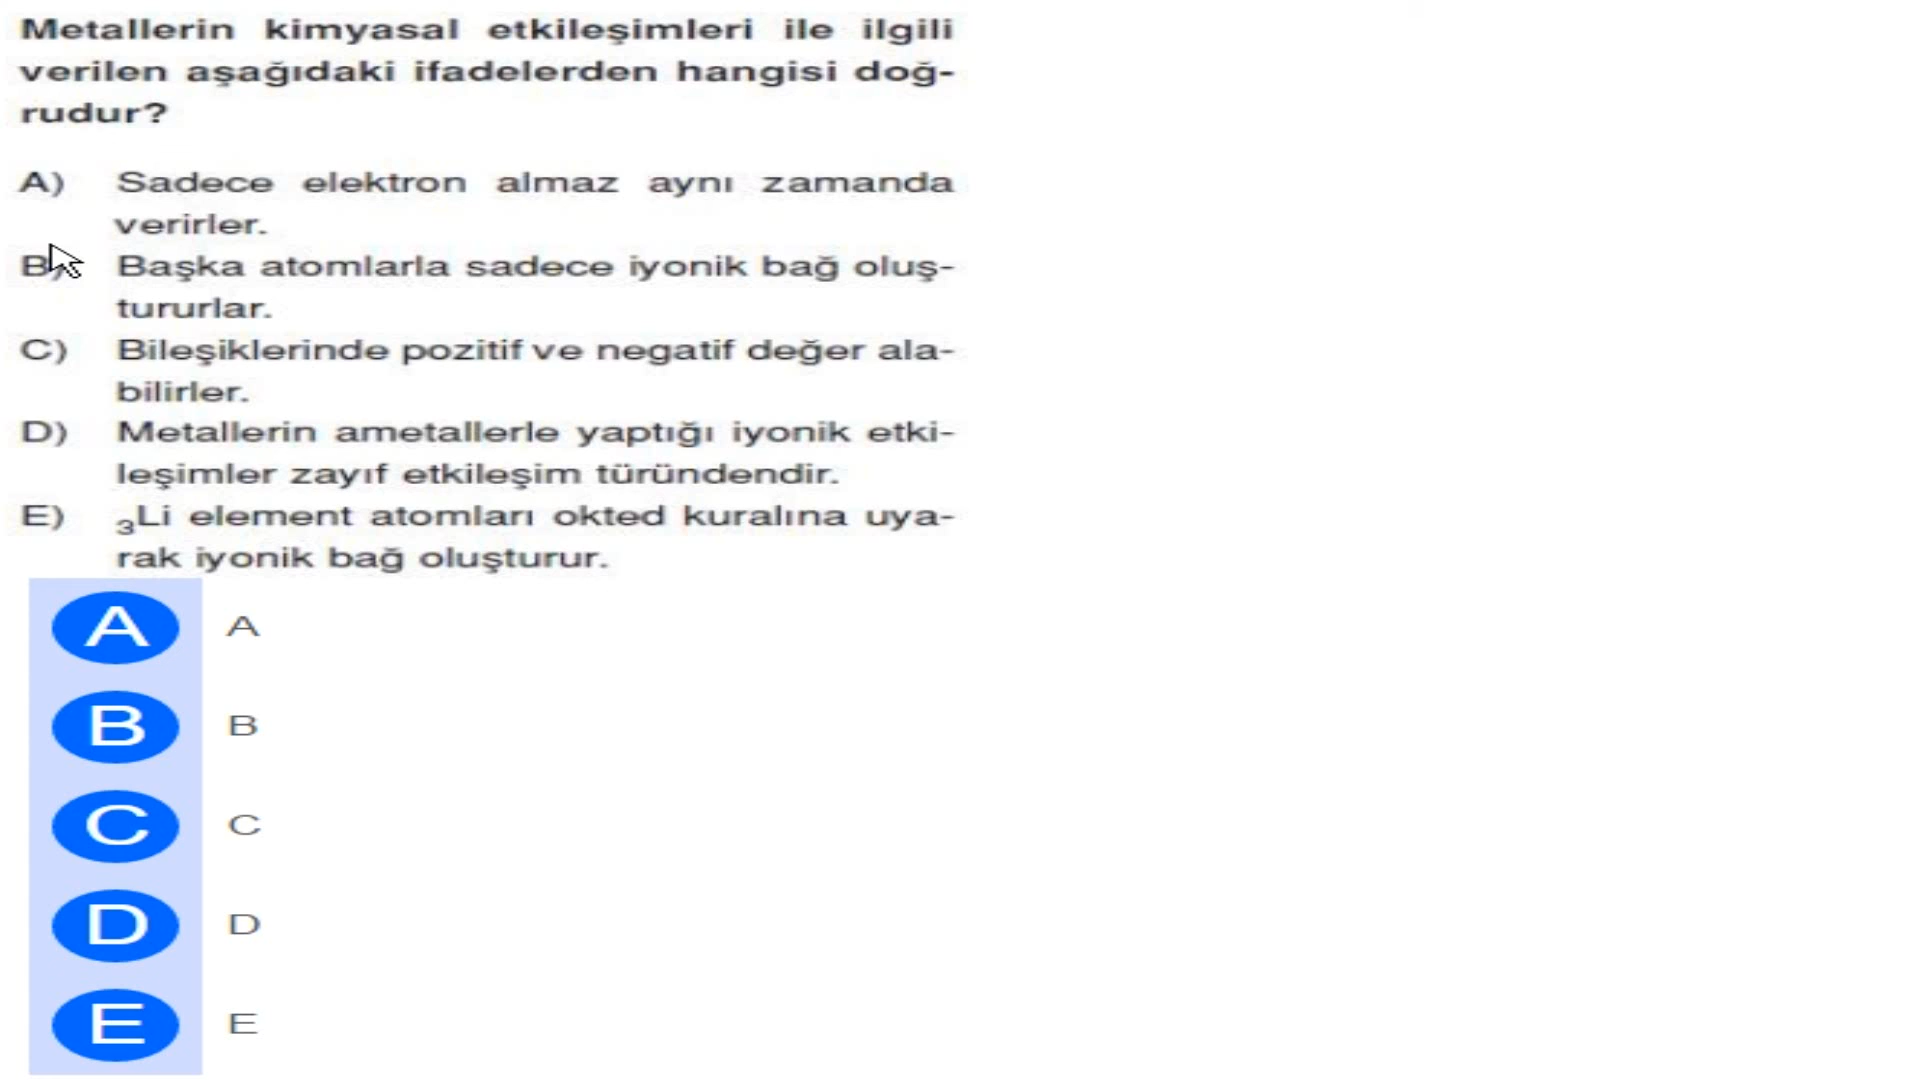 Metallerin kimyasal etkileşimleri ile ilgili
verilen aşağıdaki ifadelerden hangisi doğ-
rudur?
A) Sadece elektron almaz aynı zamanda
verirler.
B) Başka atomlarla sadece iyonik bağ oluş-
tururlar.
C) Bileşiklerinde pozitif ve negatif değer ala-
bilirler.
D) Metallerin ametallerle yaptığı iyonik etki-
leşimler zayıf etkileşim türündendir.
E) ₃Li element atomları okted kuralına uya-
rak iyonik bağ oluşturur.
A A
B B
C C
D D
E E